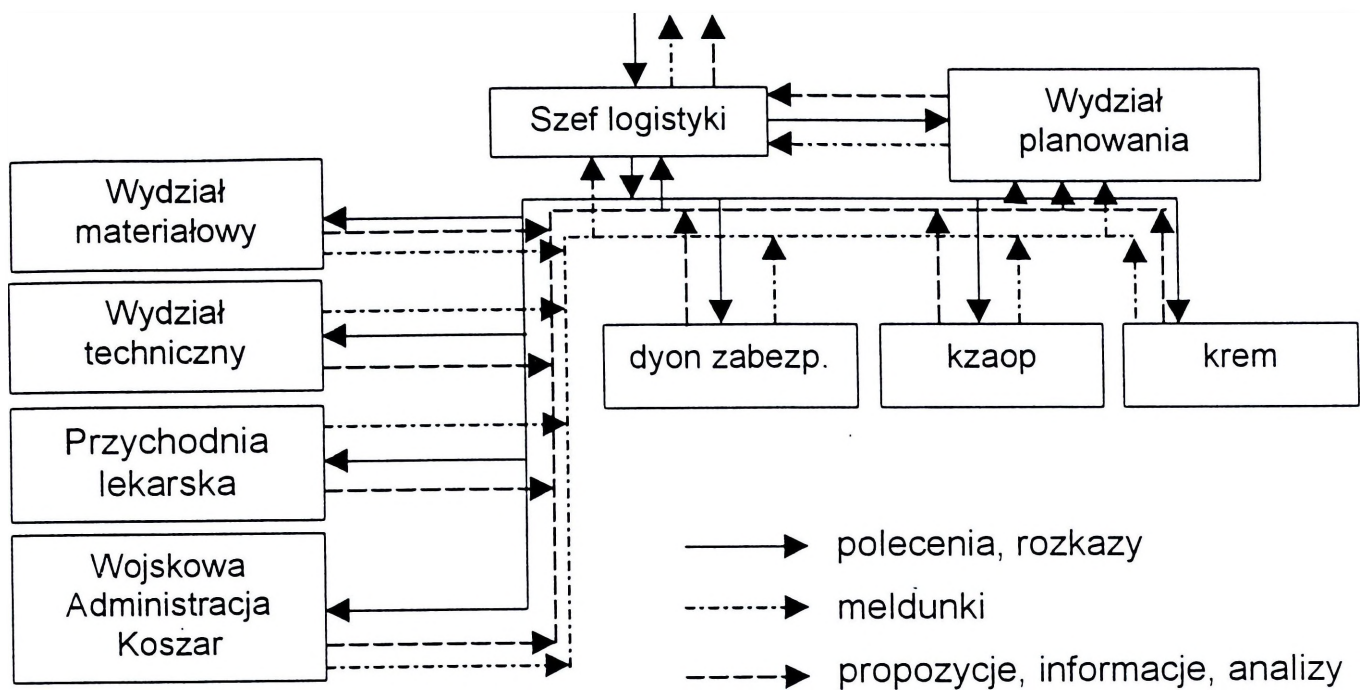 Szef logistyki
Wydział
planowania
Wydział
materiałowy
Wydział
techniczny
Przychodnia
lekarska
Wojskowa
Administracja
Koszar
dyon zabezp.
kzaop
krem
polecenia, rozkazy
meldunki
propozycje, informacje, analizy